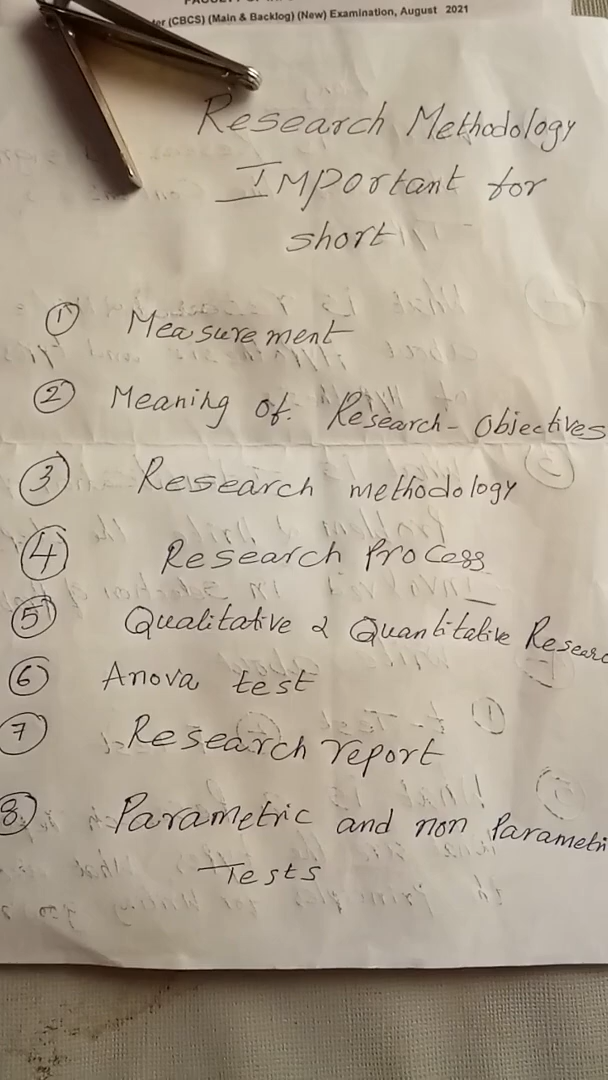 (CBCS) (Main & Backlog) (New) Examination, August 2021
Research Methodology
Important for
short
① Measurement
② Meaning of Research - Objectives
③ Research methodology
④ Research Process
⑤ Qualitative & Quantitative Researc
⑥ Anova test
⑦ Research report
⑧ Parametric and non Parametri
Tests